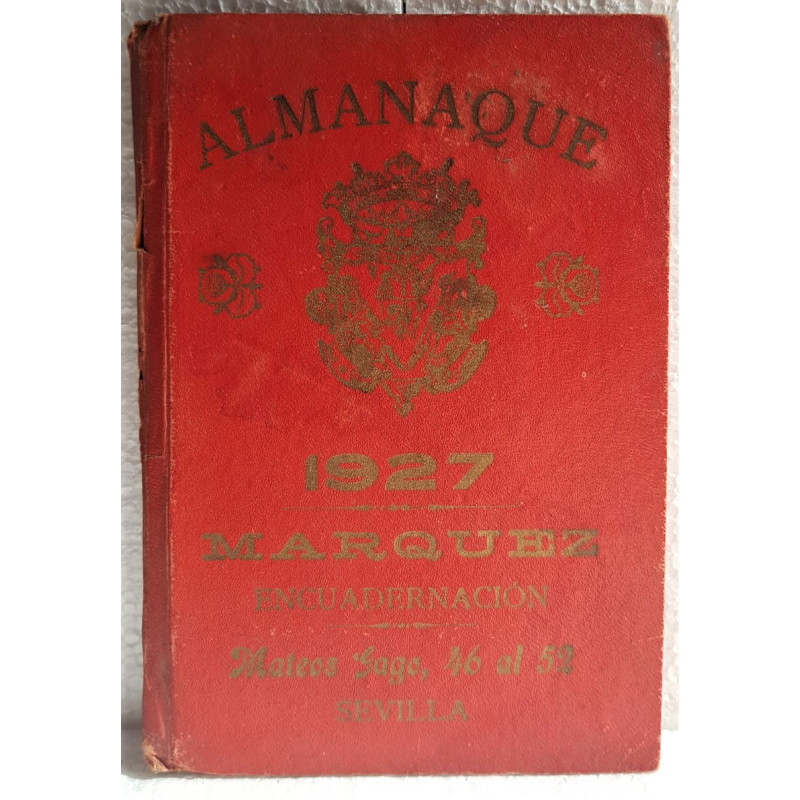 ALMANAQUE
1927
MARQUEZ
ENCUADERNACIÓN
Mateos Gago, 46 al 52
SEVILLA